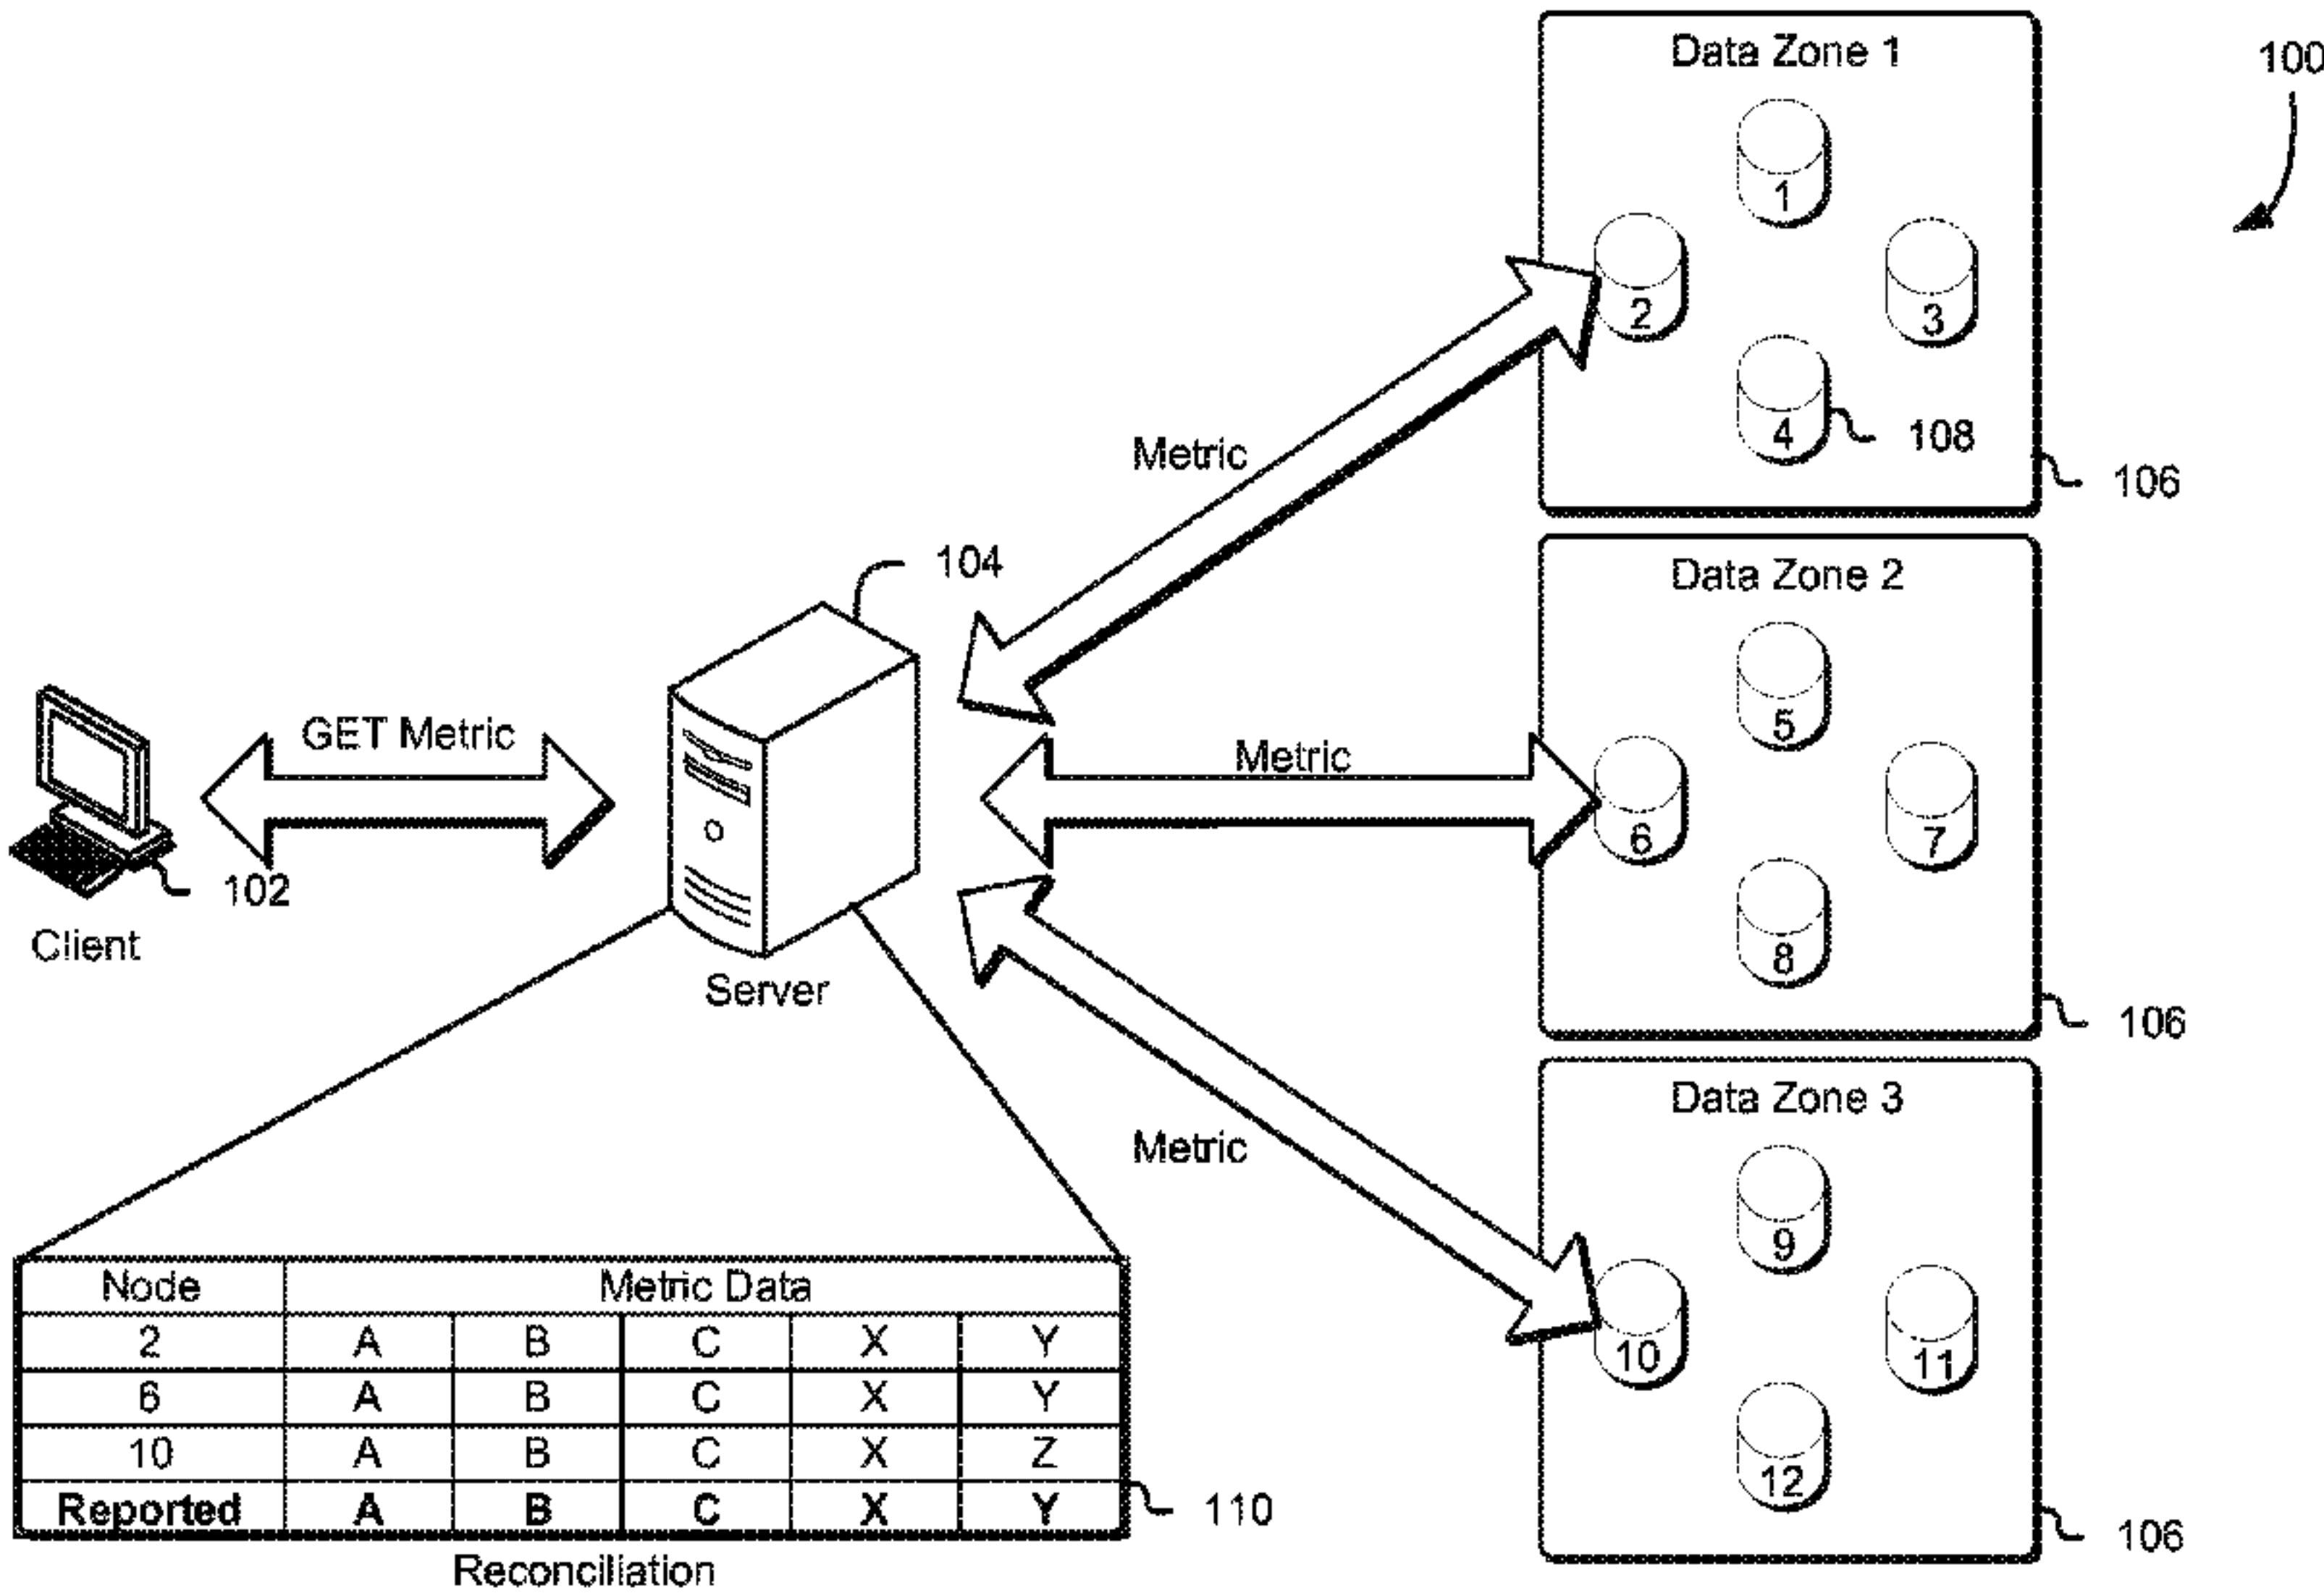 Data Zone 1
100
1
2
3
4
108
106
Metric
104
Data Zone 2
5
6
7
8
106
GET Metric
Metric
102
Client
Server
Data Zone 3
9
10
11
12
106
Metric
Node Metric Data
2 A B C X Y
6 A B C X Y
10 A B C X Z
Reported A B C X Y
110
Reconciliation